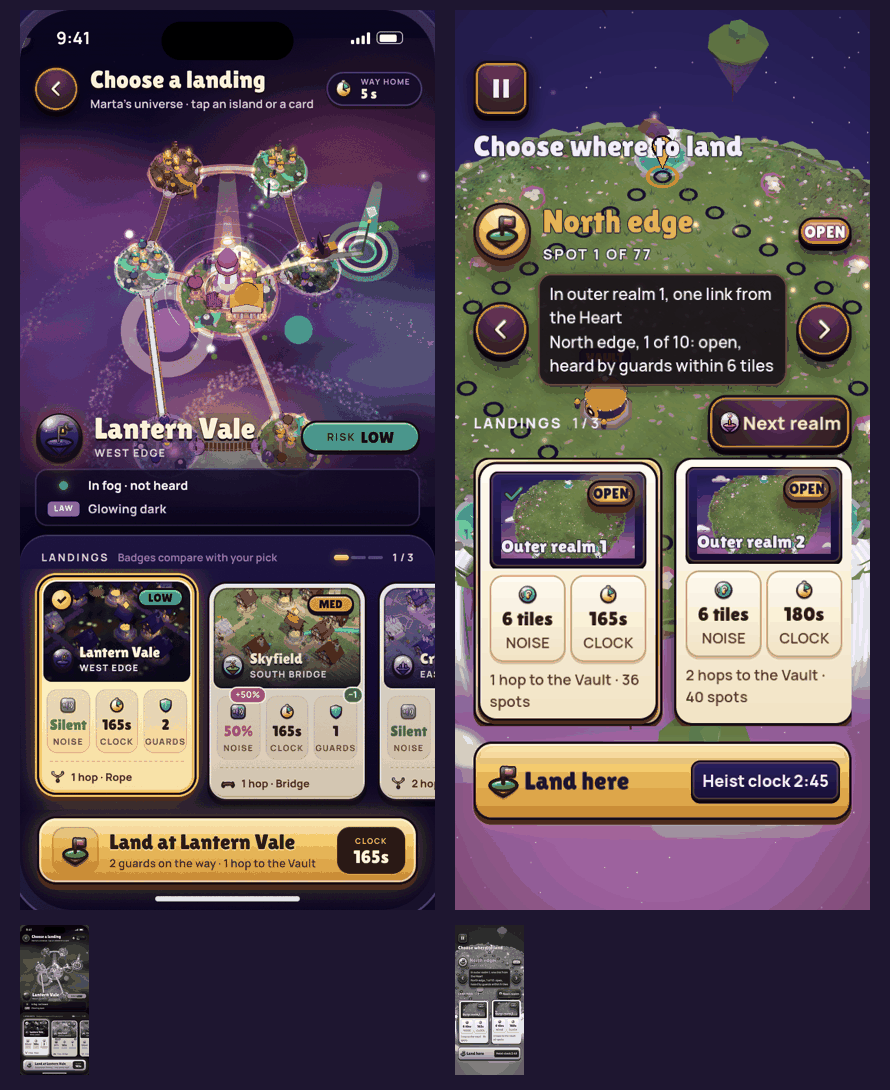 9:41
Choose a landing
Marta's universe · tap an island or a card
WAY HOME
5 s
Lantern Vale
WEST EDGE
RISK LOW
In fog · not heard
LAW Glowing dark
LANDINGS Badges compare with your pick 1 / 3
LOW
Lantern Vale
WEST EDGE
Silent
NOISE
165s
CLOCK
2
GUARDS
1 hop · Rope
MED
Skyfield
SOUTH BRIDGE
+50%
50%
NOISE
165s
CLOCK
-1
1
GUARDS
1 hop · Bridge
Silent
NOISE
Land at Lantern Vale
2 guards on the way · 1 hop to the Vault
CLOCK
165s
Choose where to land
North edge
SPOT 1 OF 77
OPEN
In outer realm 1, one link from
the Heart
North edge, 1 of 10: open,
heard by guards within 6 tiles
LANDINGS 1/3
Next realm
OPEN
Outer realm 1
6 tiles
NOISE
165s
CLOCK
1 hop to the Vault · 36
spots
OPEN
Outer realm 2
6 tiles
NOISE
180s
CLOCK
2 hops to the Vault ·
40 spots
Land here
Heist clock 2:45